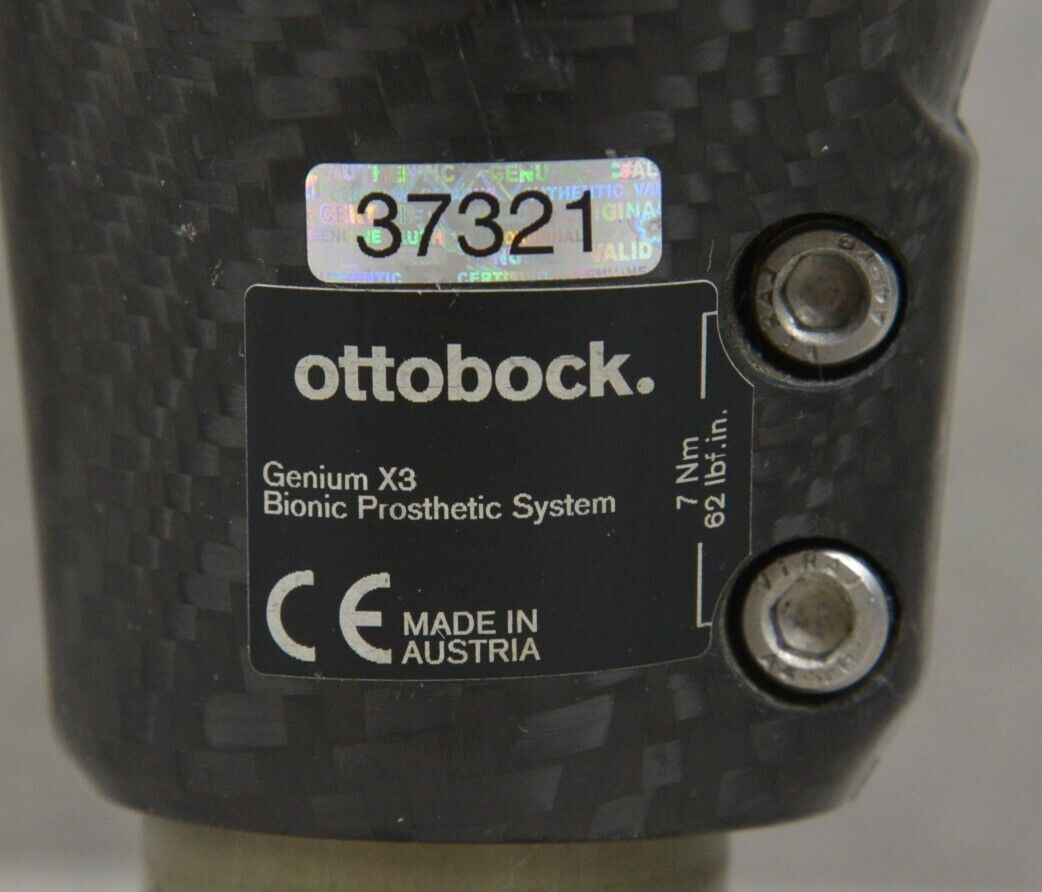 37321
ottobock.
Genium X3
Bionic Prosthetic System
7 Nm
62 lbf.in.
CE
MADE IN
AUSTRIA